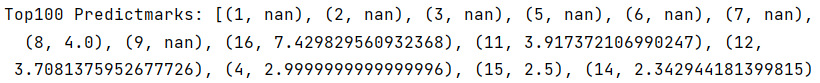 Top100 Predictmarks: [(1, nan), (2, nan), (3, nan), (5, nan), (6, nan), (7, nan),
(8, 4.0), (9, nan), (16, 7.429829560932368), (11, 3.917372106990247), (12,
3.7081375952677726), (4, 2.9999999999999996), (15, 2.5), (14, 2.342944181399815)